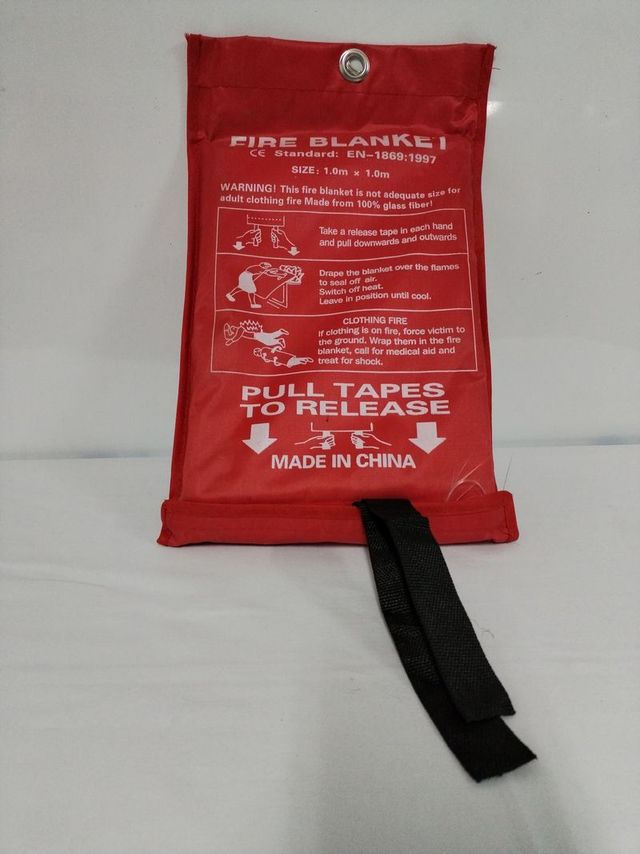 FIRE BLANKET
CE Standard: EN-1869:1997
SIZE: 1.0m × 1.0m
WARNING! This fire blanket is not adequate size for
adult clothing fire Made from 100% glass fiber!
Take a release tape in each hand
and pull downwards and outwards
Drape the blanket over the flames
to seal off air.
Switch off heat.
Leave in position until cool.
CLOTHING FIRE
If clothing is on fire, force victim to
the ground. Wrap them in the fire
blanket, call for medical aid and
treat for shock.
PULL TAPES
TO RELEASE
MADE IN CHINA